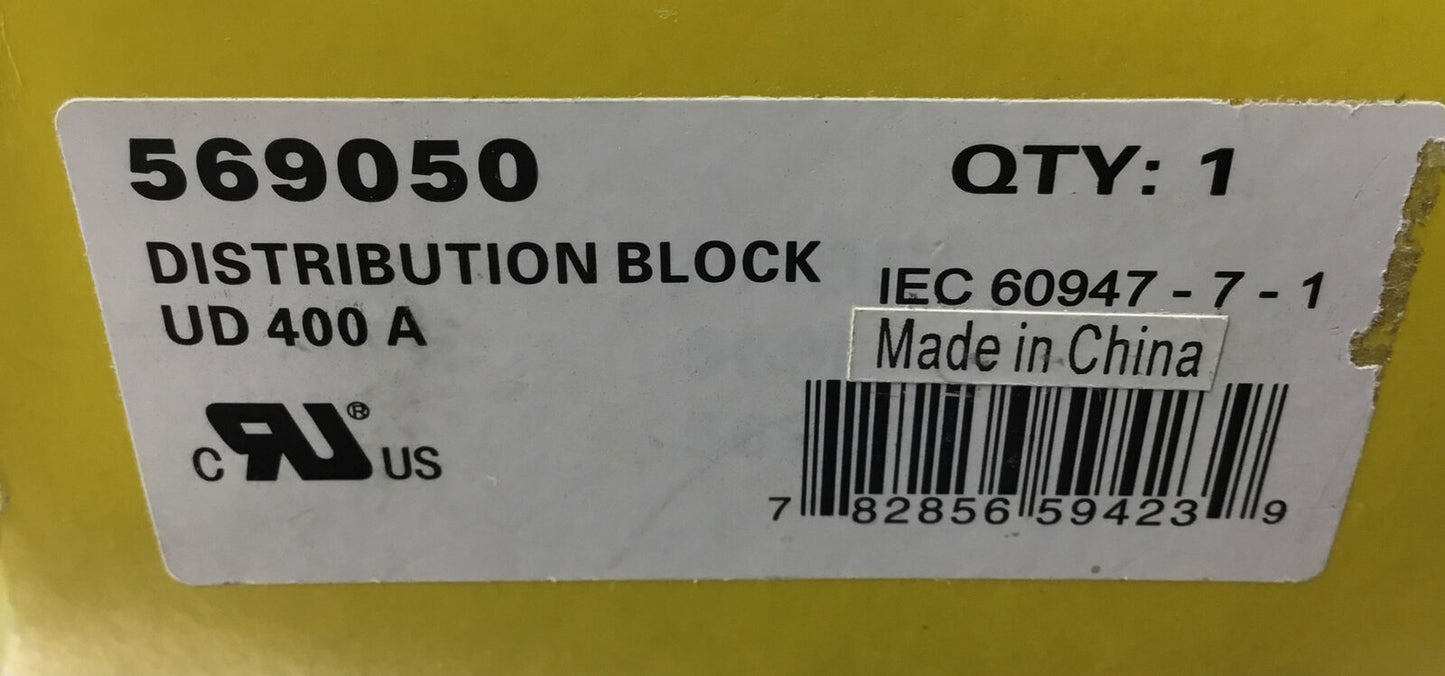 569050
QTY: 1
DISTRIBUTION BLOCK
UD 400 A
IEC 60947 - 7 - 1
Made in China
C RU® US
7 82856 59423 9